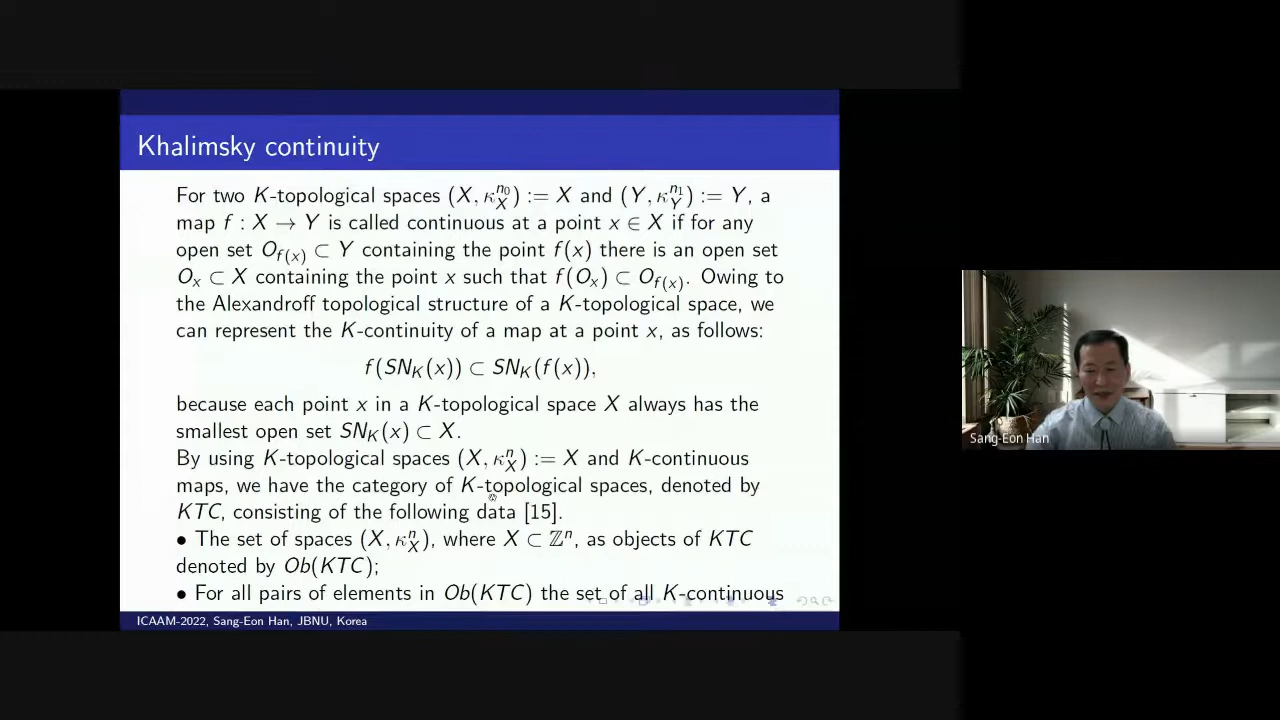 Khalimsky continuity
For two K-topological spaces (X, κ_X^{n_0}) := X and (Y, κ_Y^{n_1}) := Y, a
map f : X → Y is called continuous at a point x ∈ X if for any
open set O_{f(x)} ⊂ Y containing the point f(x) there is an open set
O_x ⊂ X containing the point x such that f(O_x) ⊂ O_{f(x)}. Owing to
the Alexandroff topological structure of a K-topological space, we
can represent the K-continuity of a map at a point x, as follows:
f(SN_K(x)) ⊂ SN_K(f(x)),
because each point x in a K-topological space X always has the
smallest open set SN_K(x) ⊂ X.
By using K-topological spaces (X, κ_X^n) := X and K-continuous
maps, we have the category of K-topological spaces, denoted by
KTC, consisting of the following data [15].
• The set of spaces (X, κ_X^n), where X ⊂ ℤ^n, as objects of KTC
denoted by Ob(KTC);
• For all pairs of elements in Ob(KTC) the set of all K-continuous
ICAAM-2022, Sang-Eon Han, JBNU, Korea
Sang-Eon Han